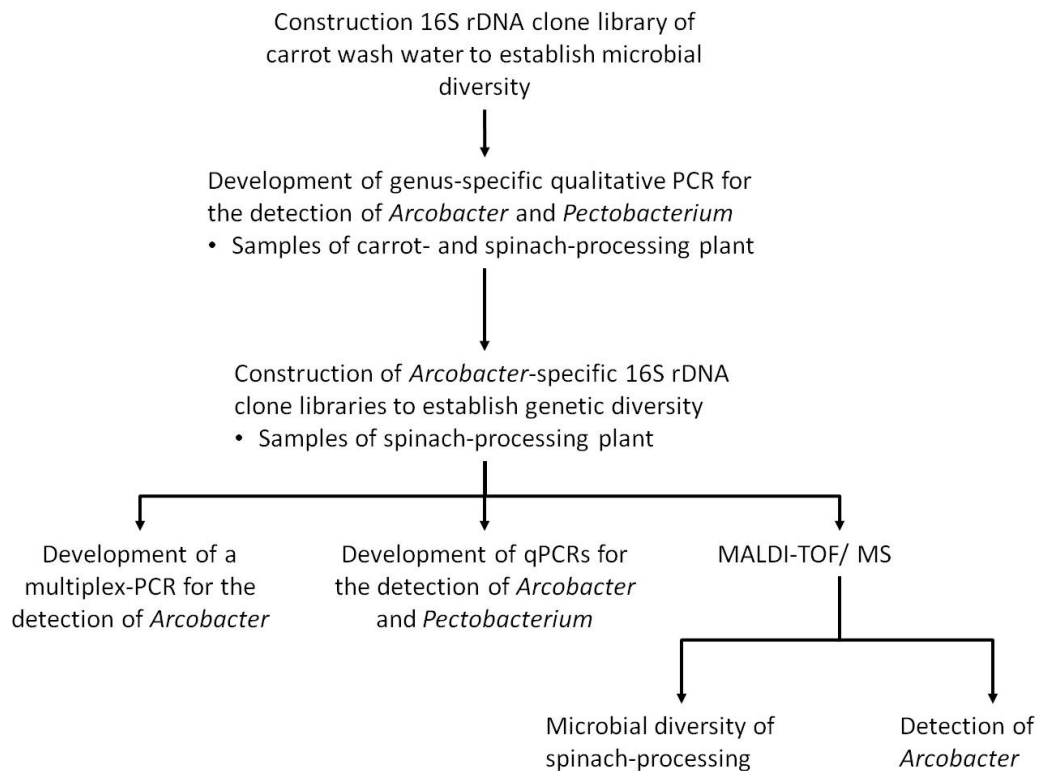 Construction 16S rDNA clone library of
carrot wash water to establish microbial
diversity
Development of genus-specific qualitative PCR for
the detection of Arcobacter and Pectobacterium
• Samples of carrot- and spinach-processing plant
Construction of Arcobacter-specific 16S rDNA
clone libraries to establish genetic diversity
• Samples of spinach-processing plant
Development of a
multiplex-PCR for the
detection of Arcobacter
Development of qPCRs for
the detection of Arcobacter
and Pectobacterium
MALDI-TOF/ MS
Microbial diversity of
spinach-processing
Detection of
Arcobacter